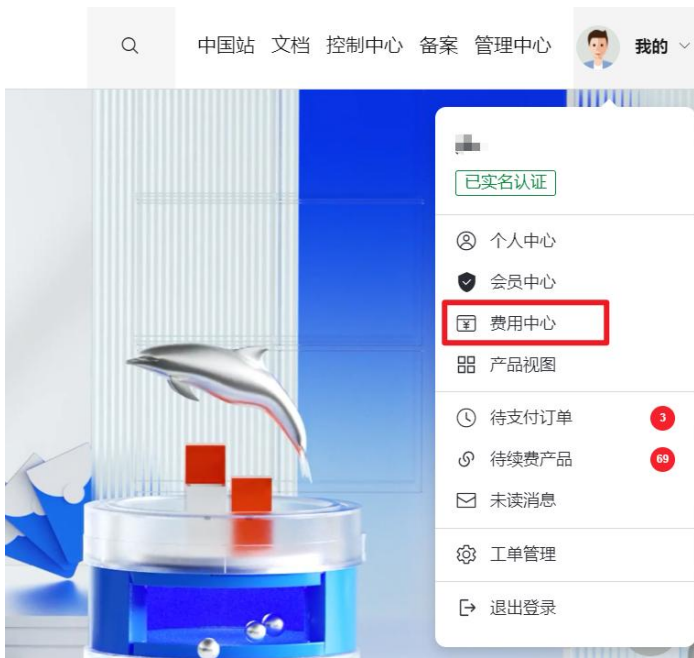 中国站 文档 控制中心 备案 管理中心 我的
已实名认证
个人中心
会员中心
费用中心
产品视图
待支付订单 3
待续费产品 69
未读消息
工单管理
退出登录